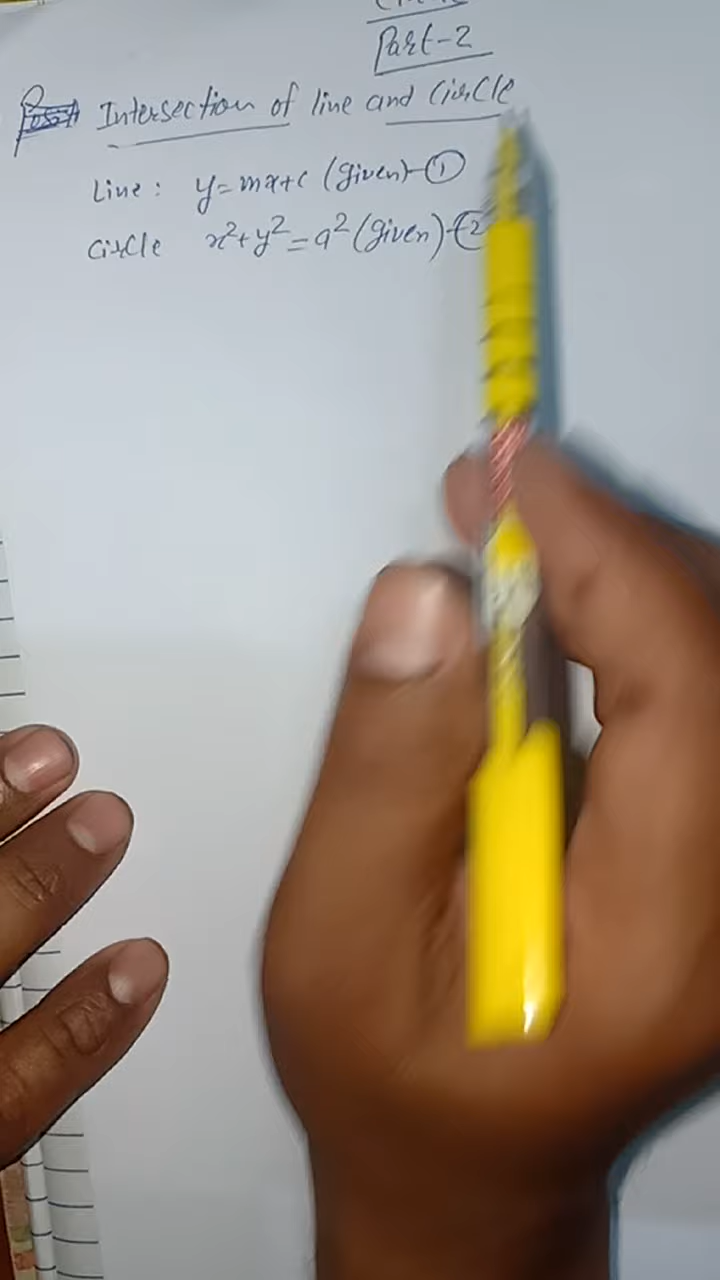 Part-2
Intersection of line and Circle
Line : y=mx+c (given)-①
Circle x²+y²=a² (given)-②